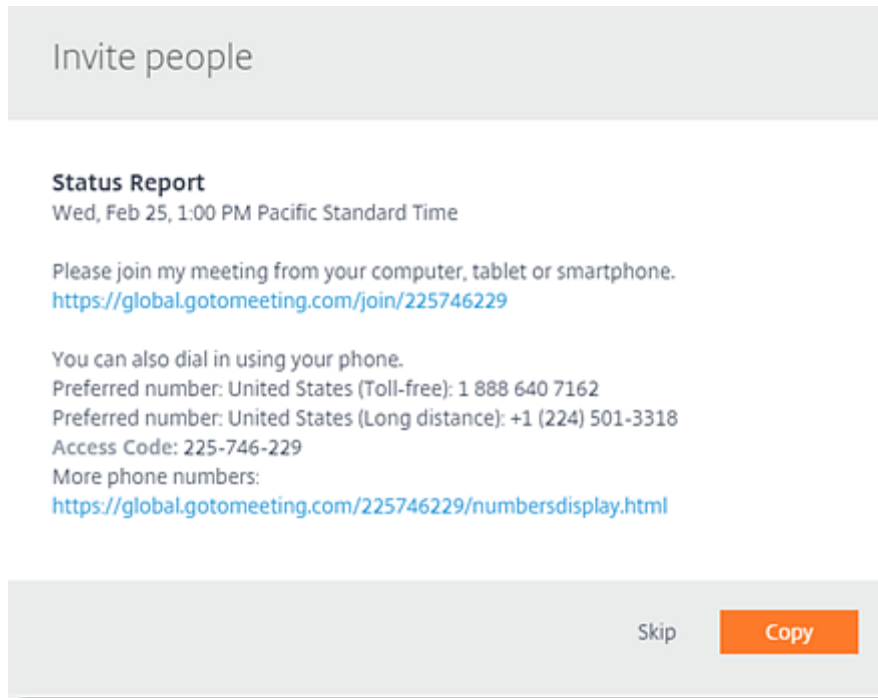 Invite people
Status Report
Wed, Feb 25, 1:00 PM Pacific Standard Time
Please join my meeting from your computer, tablet or smartphone.
https://global.gotomeeting.com/join/225746229
You can also dial in using your phone.
Preferred number: United States (Toll-free): 1 888 640 7162
Preferred number: United States (Long distance): +1 (224) 501-3318
Access Code: 225-746-229
More phone numbers:
https://global.gotomeeting.com/225746229/numbersdisplay.html
Skip
Copy